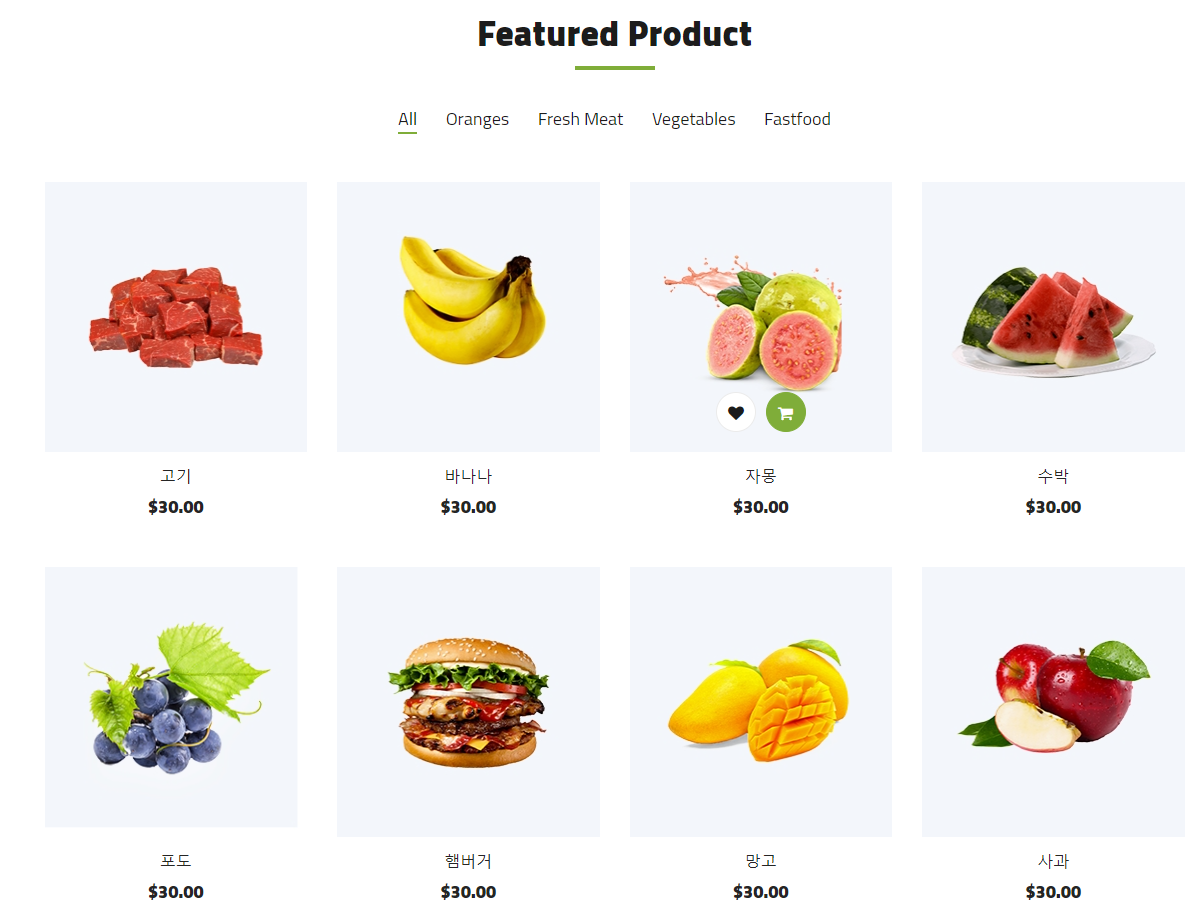 Featured Product
All Oranges Fresh Meat Vegetables Fastfood
고기 바나나 자몽 수박
$30.00 $30.00 $30.00 $30.00
포도 햄버거 망고 사과
$30.00 $30.00 $30.00 $30.00